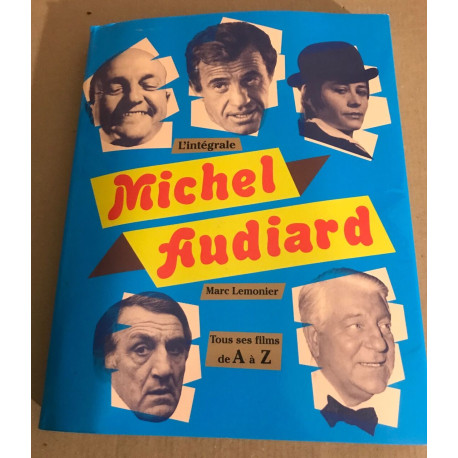 L'intégrale
Michel
Audiard
Marc Lemonier
Tous ses films
de A à Z